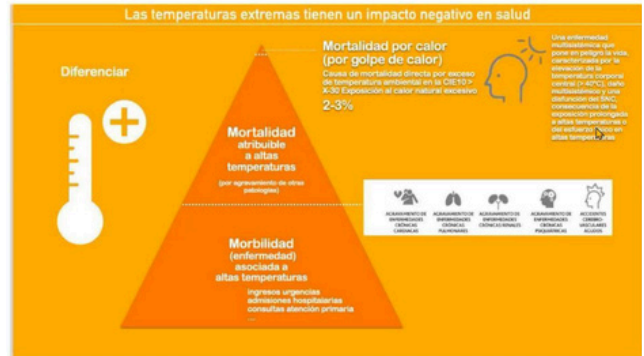 Las temperaturas extremas tienen un impacto negativo en salud
Diferenciar
Mortalidad por calor
(por golpe de calor)
Causa de mortalidad directa por exceso
de temperatura ambiental en la CIE10 >
X-30 Exposición al calor natural excesivo
2-3%
Una enfermedad
multisistémica que
pone en peligro la vida,
caracterizada por la
elevación de la
temperatura corporal
central (>40ºC), daño
multisistémico y una
disfunción del SNC,
consecuencia de la
exposición prolongada
a altas temperaturas o
del esfuerzo físico en
altas temperaturas
Mortalidad
atribuible
a altas
temperaturas
(por agravamiento de otras
patologías)
AGRAVAMIENTO DE
ENFERMEDADES
CRÓNICAS
CARDIACAS
AGRAVAMIENTO DE
ENFERMEDADES
CRÓNICAS
PULMONARES
AGRAVAMIENTO DE
ENFERMEDADES
CRÓNICAS RENALES
AGRAVAMIENTO DE
ENFERMEDADES
CRÓNICAS
PSIQUIÁTRICAS
ACCIDENTES
CEREBRO-
VASCULARES
AGUDOS
Morbilidad
(enfermedad)
asociada a
altas temperaturas
ingresos urgencias
admisiones hospitalarias
consultas atención primaria
...